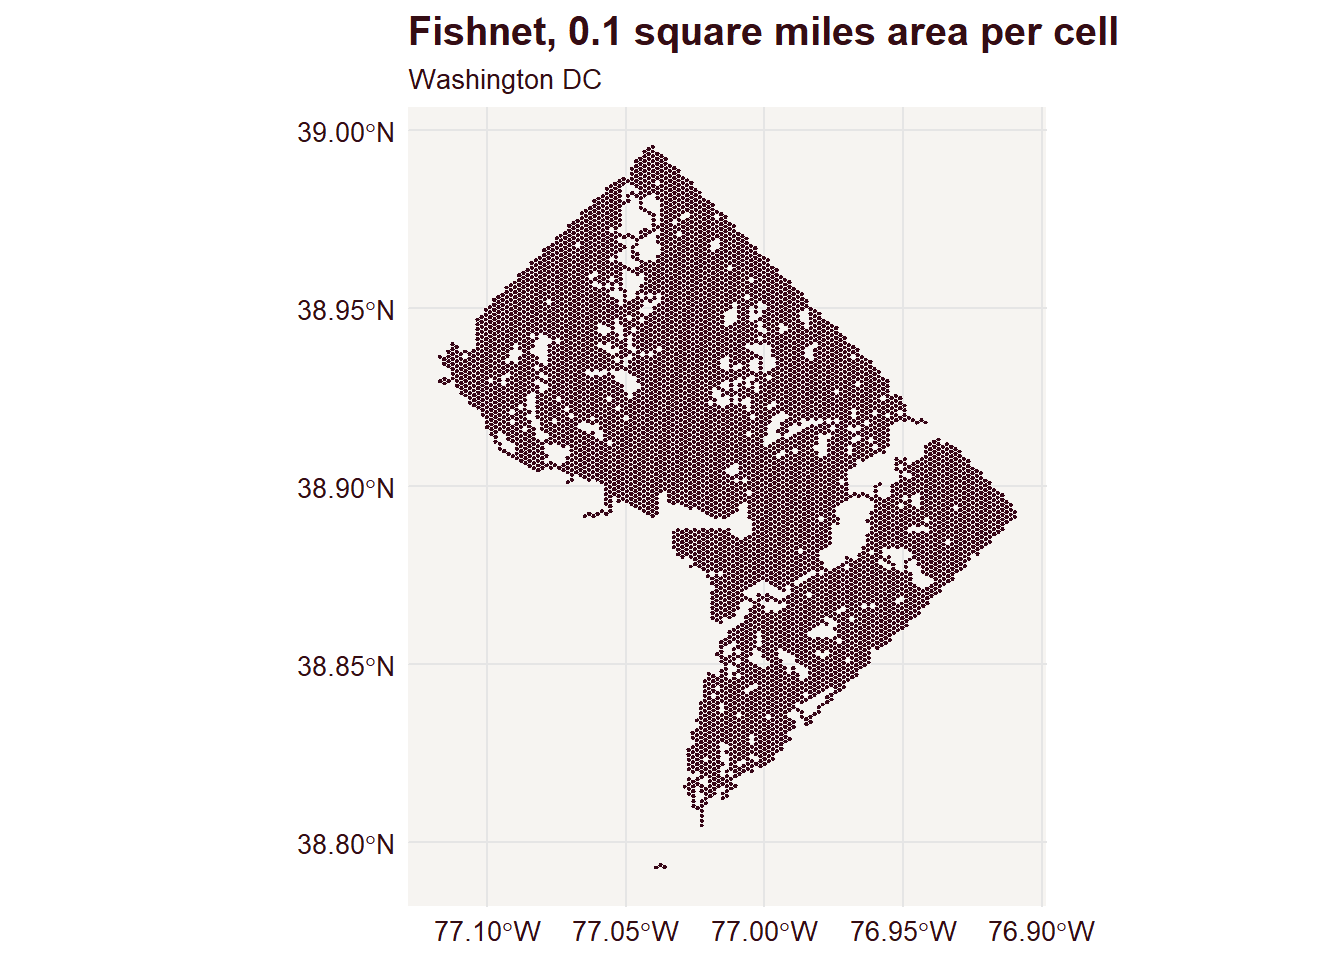 Fishnet, 0.1 square miles area per cell
Washington DC
39.00°N
38.95°N
38.90°N
38.85°N
38.80°N
77.10°W 77.05°W 77.00°W 76.95°W 76.90°W